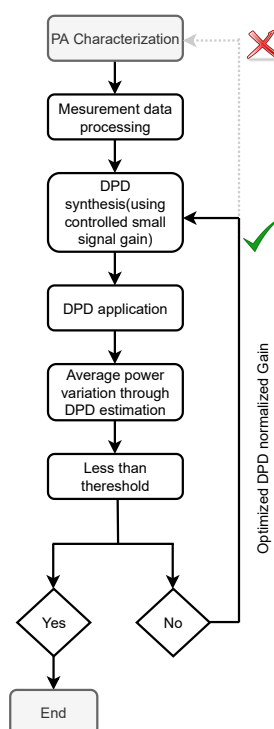 PA Characterization
Mesurement data
processing
DPD
synthesis(using
controlled small
signal gain)
DPD application
Average power
variation through
DPD estimation
Less than
thereshold
Yes
No
End
Optimized DPD normalized Gain